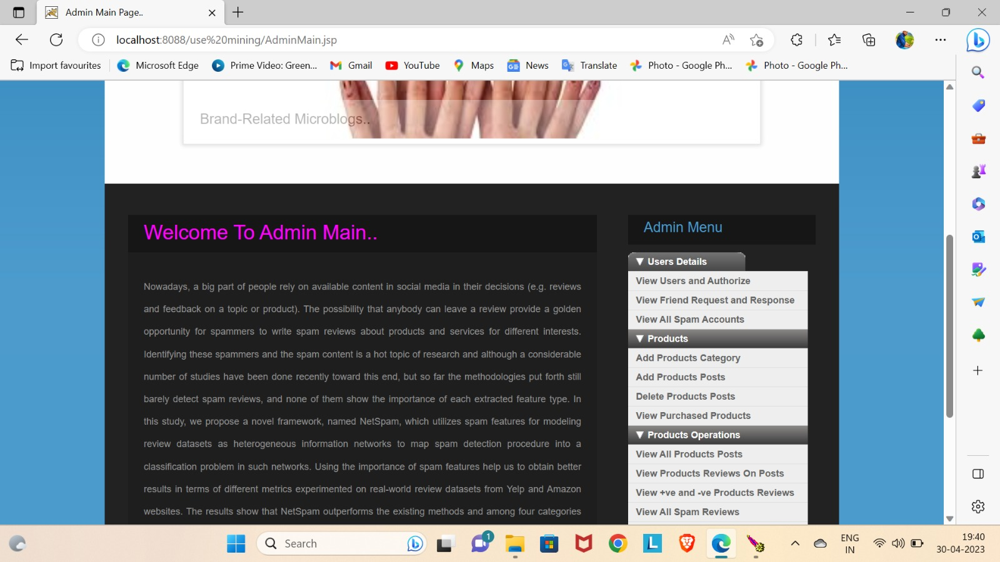 Admin Main Page..
localhost:8088/use%20mining/AdminMain.jsp
Import favourites
Microsoft Edge
Prime Video: Green...
Gmail
YouTube
Maps
News
Translate
Photo - Google Ph...
Photo - Google Ph...
Brand-Related Microblogs..
Welcome To Admin Main..
Nowadays, a big part of people rely on available content in social media in their decisions (e.g. reviews
and feedback on a topic or product). The possibility that anybody can leave a review provide a golden
opportunity for spammers to write spam reviews about products and services for different interests.
Identifying these spammers and the spam content is a hot topic of research and although a considerable
number of studies have been done recently toward this end, but so far the methodologies put forth still
barely detect spam reviews, and none of them show the importance of each extracted feature type. In
this study, we propose a novel framework, named NetSpam, which utilizes spam features for modeling
review datasets as heterogeneous information networks to map spam detection procedure into a
classification problem in such networks. Using the importance of spam features help us to obtain better
results in terms of different metrics experimented on real-world review datasets from Yelp and Amazon
websites. The results show that NetSpam outperforms the existing methods and among four categories
Admin Menu
▼ Users Details
View Users and Authorize
View Friend Request and Response
View All Spam Accounts
▼ Products
Add Products Category
Add Products Posts
Delete Products Posts
View Purchased Products
▼ Products Operations
View All Products Posts
View Products Reviews On Posts
View +ve and -ve Products Reviews
View All Spam Reviews
Search
1
L
ENG
IN
19:40
30-04-2023